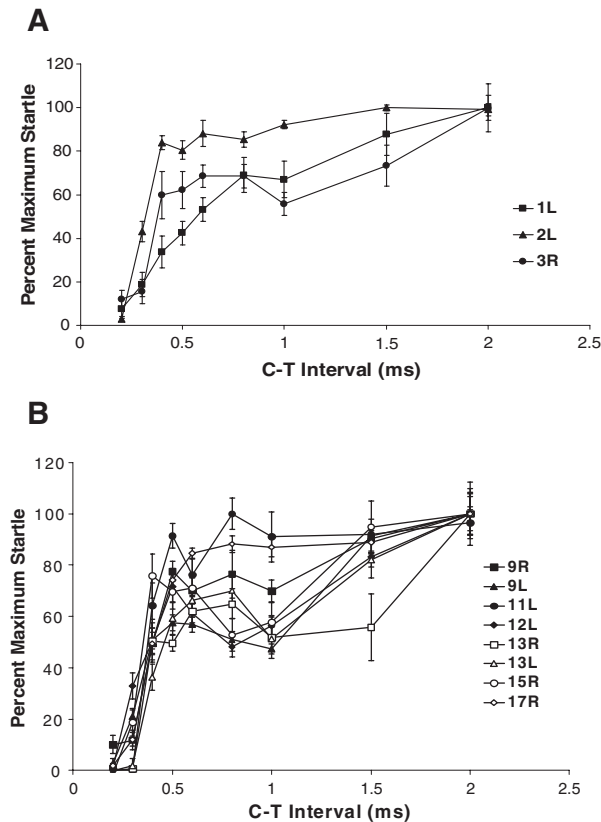 A
120
100
80
60
40
20
0
Percent Maximum Startle
0 0.5 1 1.5 2 2.5
C-T Interval (ms)
1L
2L
3R
B
120
100
80
60
40
20
0
Percent Maximum Startle
0 0.5 1 1.5 2 2.5
C-T Interval (ms)
9R
9L
11L
12L
13R
13L
15R
17R